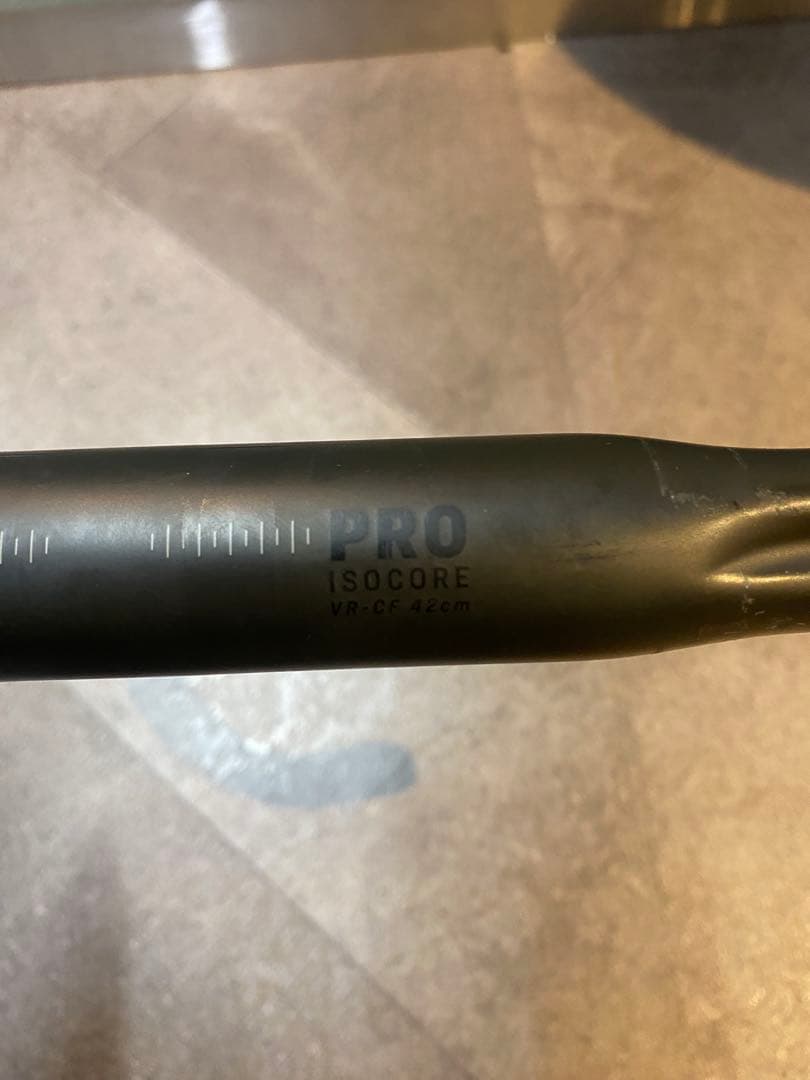 PRO
ISOCORE
VR-CF 42cm